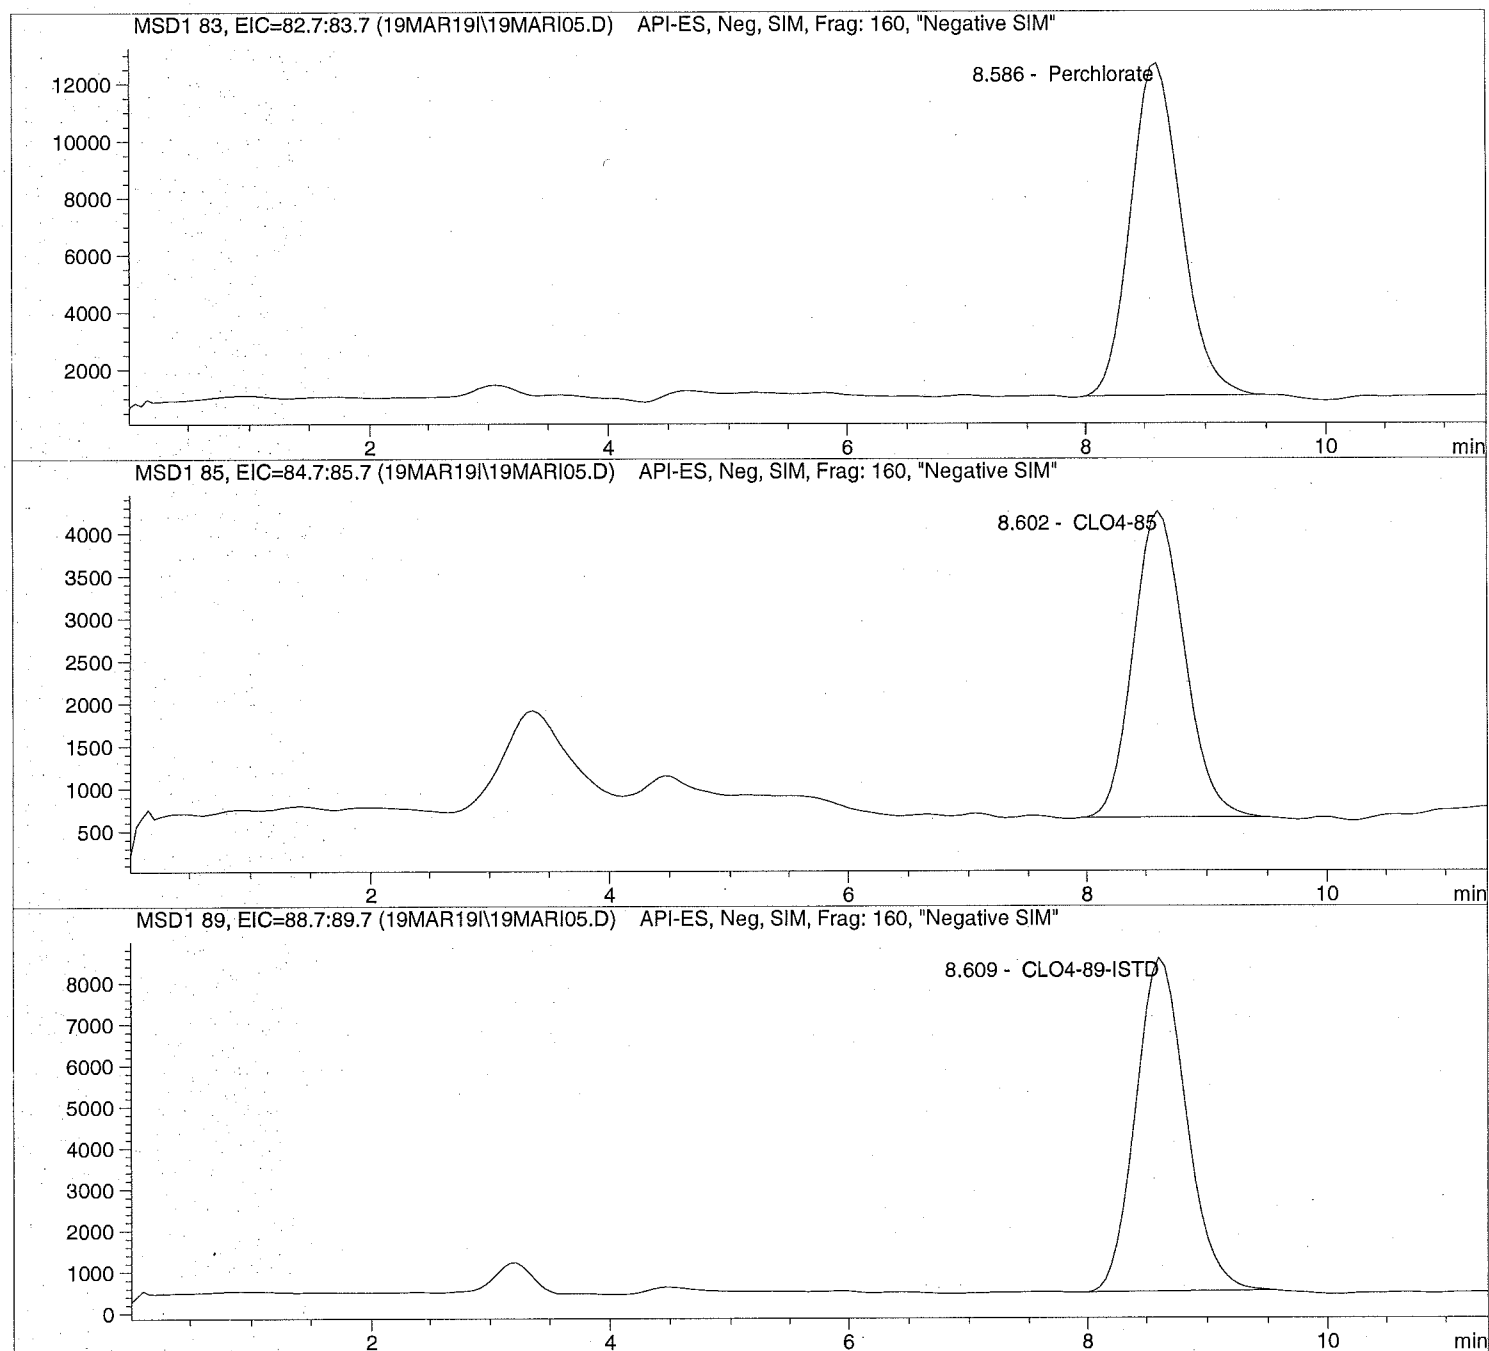 MSD1 83, EIC=82.7:83.7 (19MAR19I\19MARI05.D) API-ES, Neg, SIM, Frag: 160, "Negative SIM"
8.586 - Perchlorate
12000
10000
8000
6000
4000
2000
2 4 6 8 10 min
MSD1 85, EIC=84.7:85.7 (19MAR19I\19MARI05.D) API-ES, Neg, SIM, Frag: 160, "Negative SIM"
8.602 - CLO4-85
4000
3500
3000
2500
2000
1500
1000
500
2 4 6 8 10 min
MSD1 89, EIC=88.7:89.7 (19MAR19I\19MARI05.D) API-ES, Neg, SIM, Frag: 160, "Negative SIM"
8.609 - CLO4-89-ISTD
8000
7000
6000
5000
4000
3000
2000
1000
0
2 4 6 8 10 min